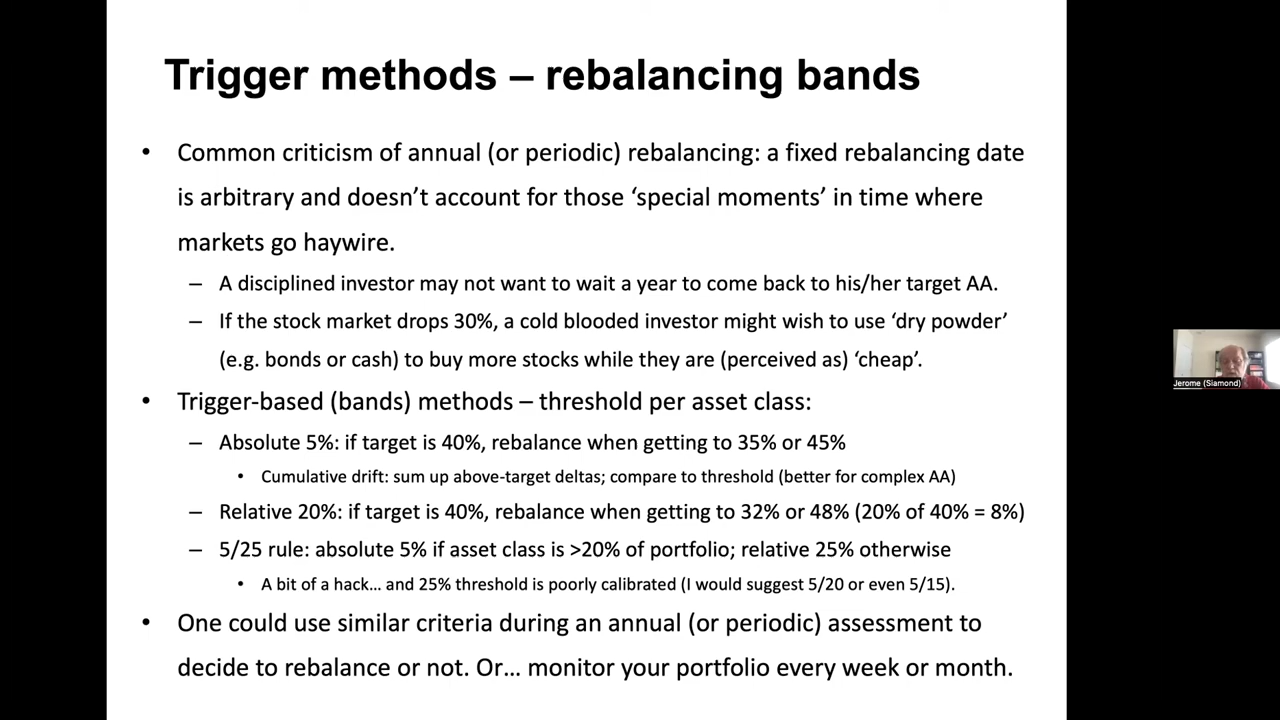 Trigger methods – rebalancing bands
• Common criticism of annual (or periodic) rebalancing: a fixed rebalancing date
is arbitrary and doesn’t account for those ‘special moments’ in time where
markets go haywire.
– A disciplined investor may not want to wait a year to come back to his/her target AA.
– If the stock market drops 30%, a cold blooded investor might wish to use ‘dry powder’
(e.g. bonds or cash) to buy more stocks while they are (perceived as) ‘cheap’.
• Trigger-based (bands) methods – threshold per asset class:
– Absolute 5%: if target is 40%, rebalance when getting to 35% or 45%
• Cumulative drift: sum up above-target deltas; compare to threshold (better for complex AA)
– Relative 20%: if target is 40%, rebalance when getting to 32% or 48% (20% of 40% = 8%)
– 5/25 rule: absolute 5% if asset class is >20% of portfolio; relative 25% otherwise
• A bit of a hack… and 25% threshold is poorly calibrated (I would suggest 5/20 or even 5/15).
• One could use similar criteria during an annual (or periodic) assessment to
decide to rebalance or not. Or… monitor your portfolio every week or month.
Jerome (Siamond)